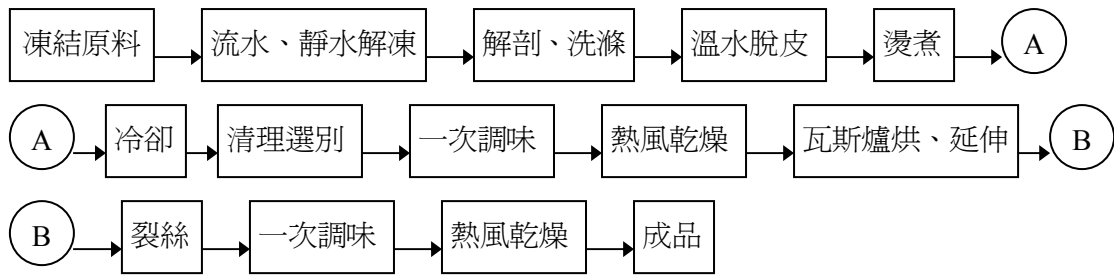 凍結原料 流水、靜水解凍 解剖、洗滌 溫水脫皮 燙煮 A
A 冷卻 清理選別 一次調味 熱風乾燥 瓦斯爐烘、延伸 B
B 裂絲 一次調味 熱風乾燥 成品